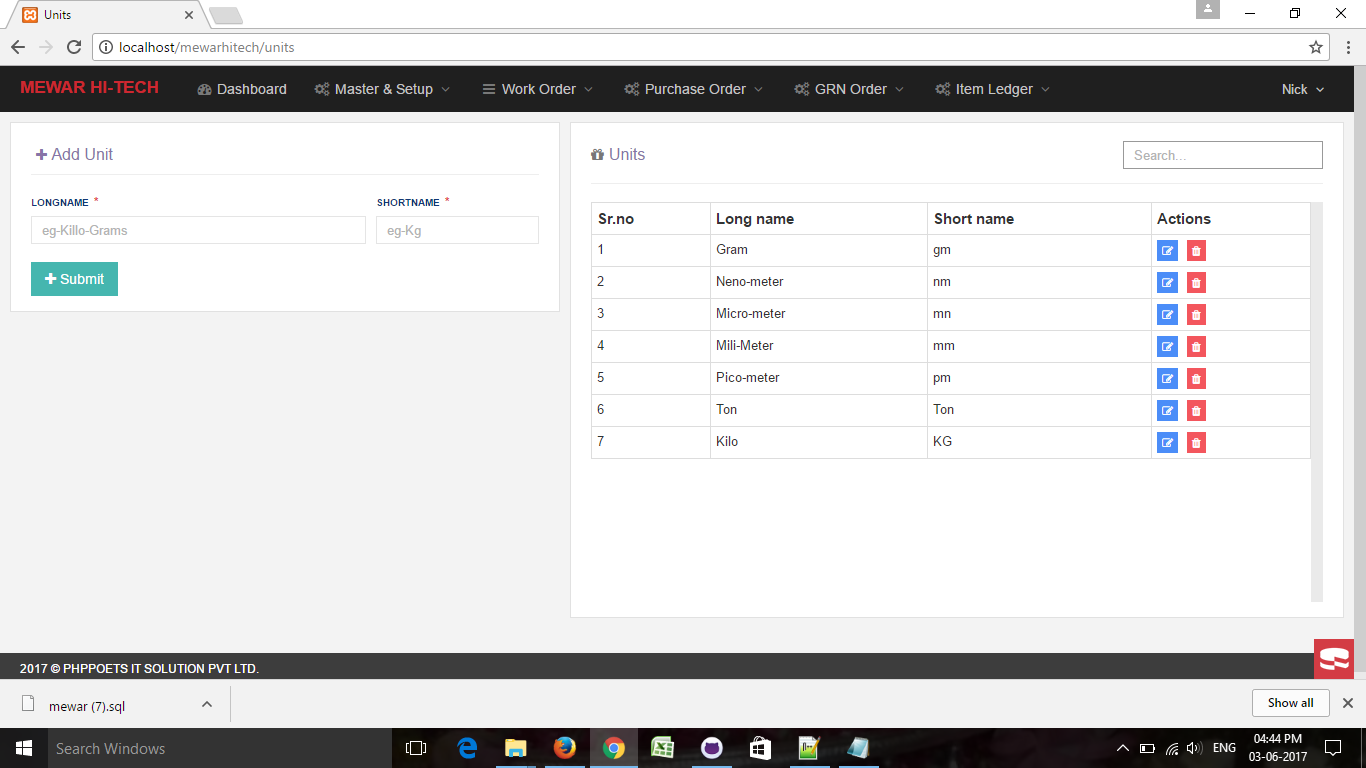 Units
localhost/mewarhitech/units
MEWAR HI-TECH Dashboard Master & Setup Work Order Purchase Order GRN Order Item Ledger Nick
Add Unit
LONGNAME * SHORTNAME *
eg-Killo-Grams eg-Kg
Submit
Units Search...
Sr.no Long name Short name Actions
1 Gram gm
2 Neno-meter nm
3 Micro-meter mn
4 Mili-Meter mm
5 Pico-meter pm
6 Ton Ton
7 Kilo KG
2017 © PHPPOETS IT SOLUTION PVT LTD.
mewar (7).sql Show all
Search Windows ENG 04:44 PM
03-06-2017